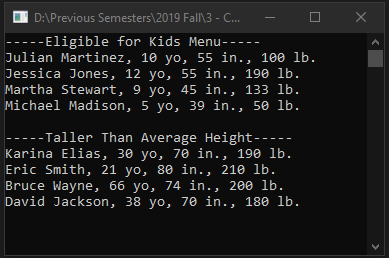 D:\Previous Semesters\2019 Fall\3 - C...
-----Eligible for Kids Menu-----
Julian Martinez, 10 yo, 55 in., 100 lb.
Jessica Jones, 12 yo, 55 in., 190 lb.
Martha Stewart, 9 yo, 45 in., 133 lb.
Michael Madison, 5 yo, 39 in., 50 lb.
-----Taller Than Average Height-----
Karina Elias, 30 yo, 70 in., 190 lb.
Eric Smith, 21 yo, 80 in., 210 lb.
Bruce Wayne, 66 yo, 74 in., 200 lb.
David Jackson, 38 yo, 70 in., 180 lb.